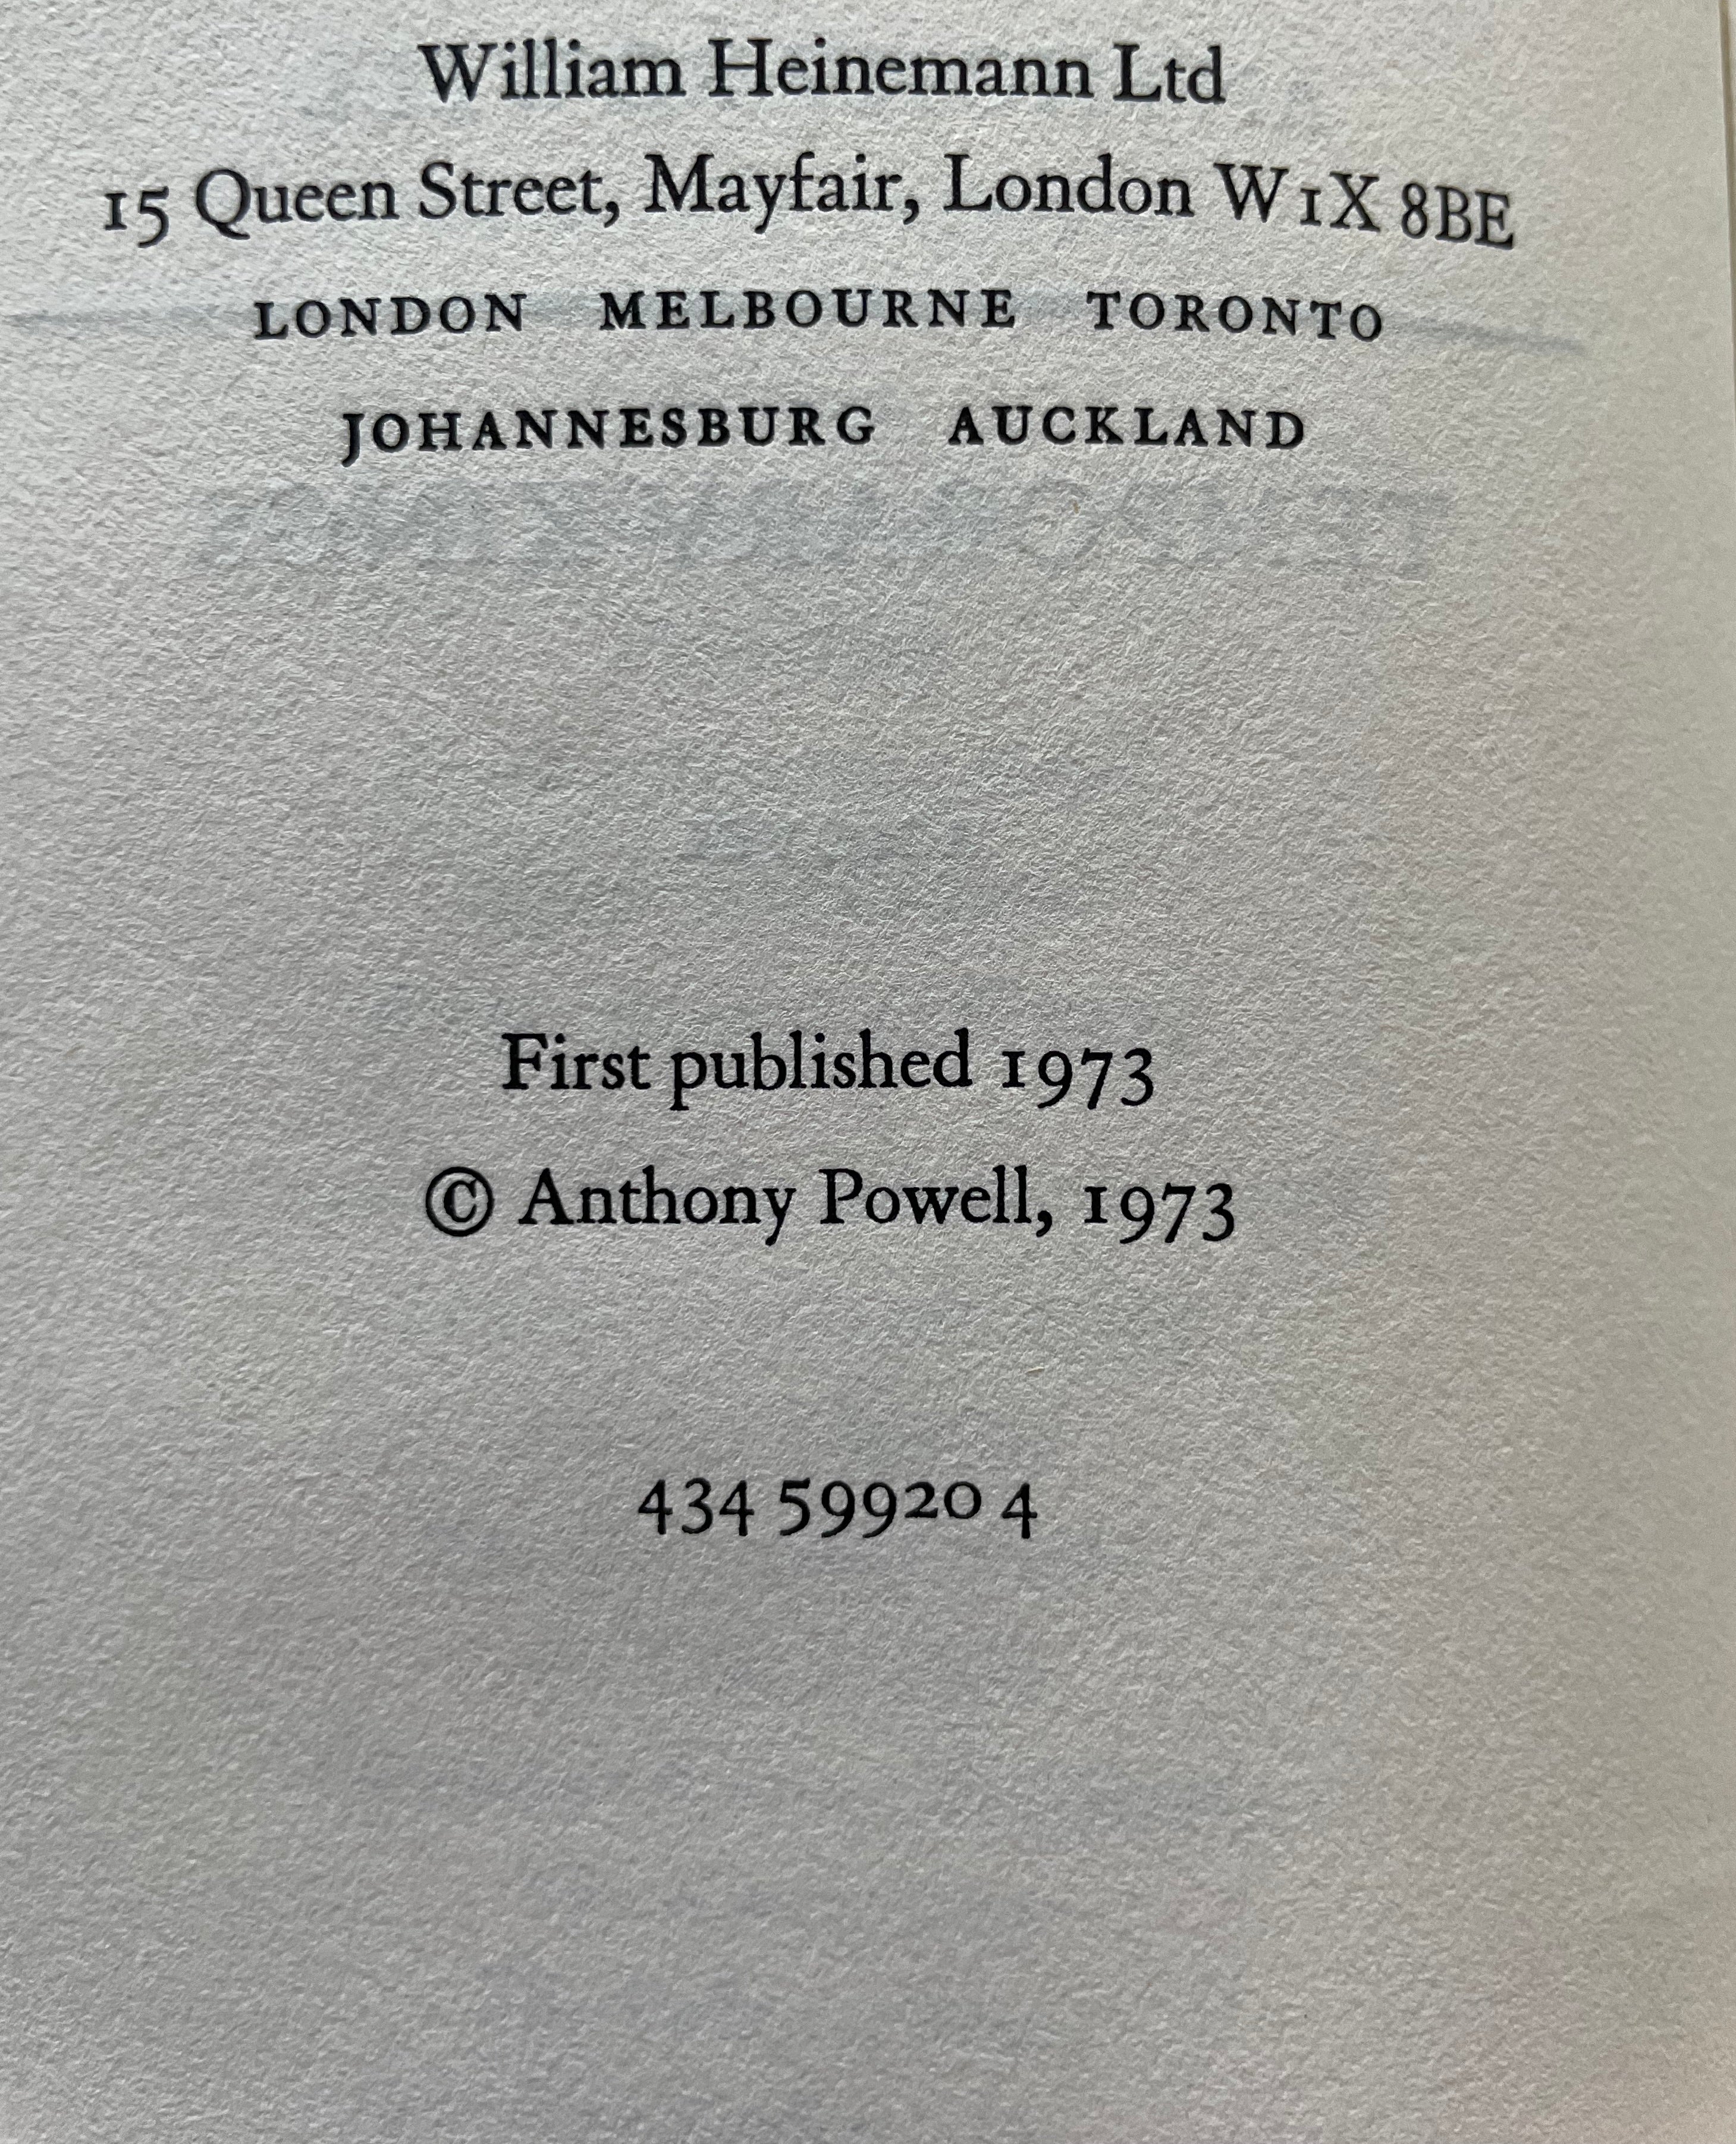 William Heinemann Ltd
15 Queen Street, Mayfair, London W1X 8BE
LONDON MELBOURNE TORONTO
JOHANNESBURG AUCKLAND
First published 1973
© Anthony Powell, 1973
434 59920 4